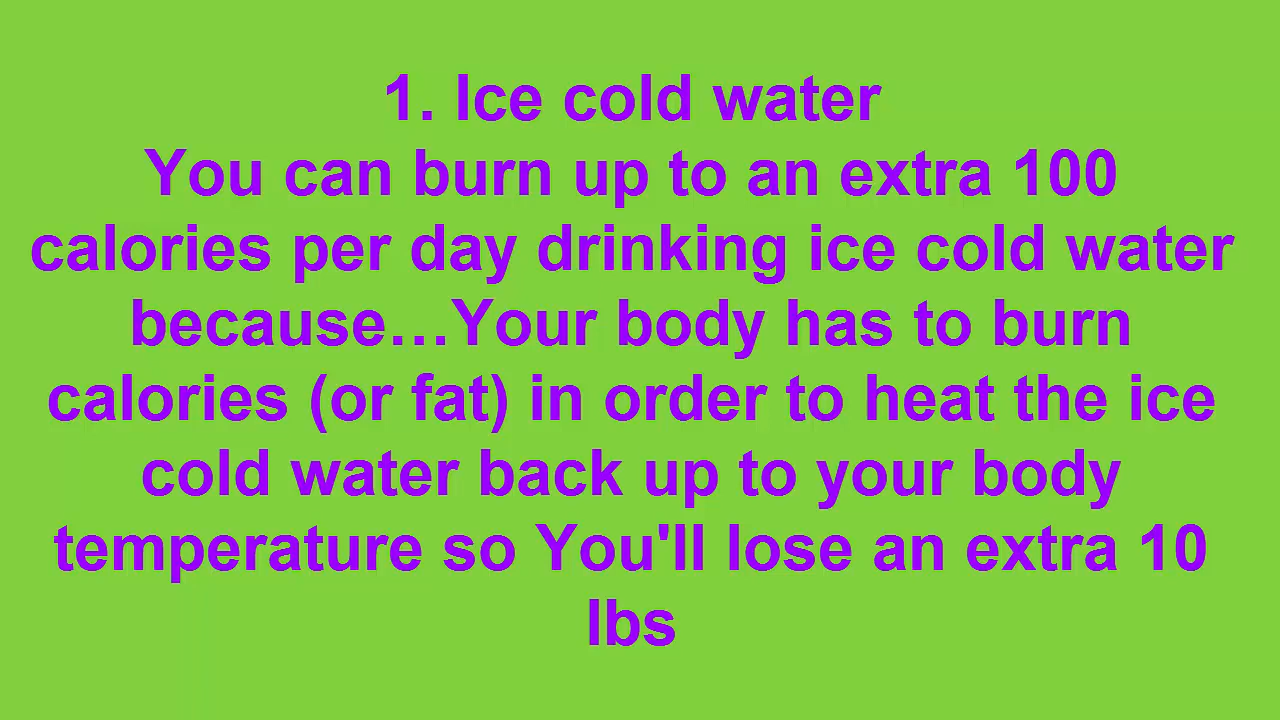 1. Ice cold water
You can burn up to an extra 100
calories per day drinking ice cold water
because…Your body has to burn
calories (or fat) in order to heat the ice
cold water back up to your body
temperature so You'll lose an extra 10
lbs